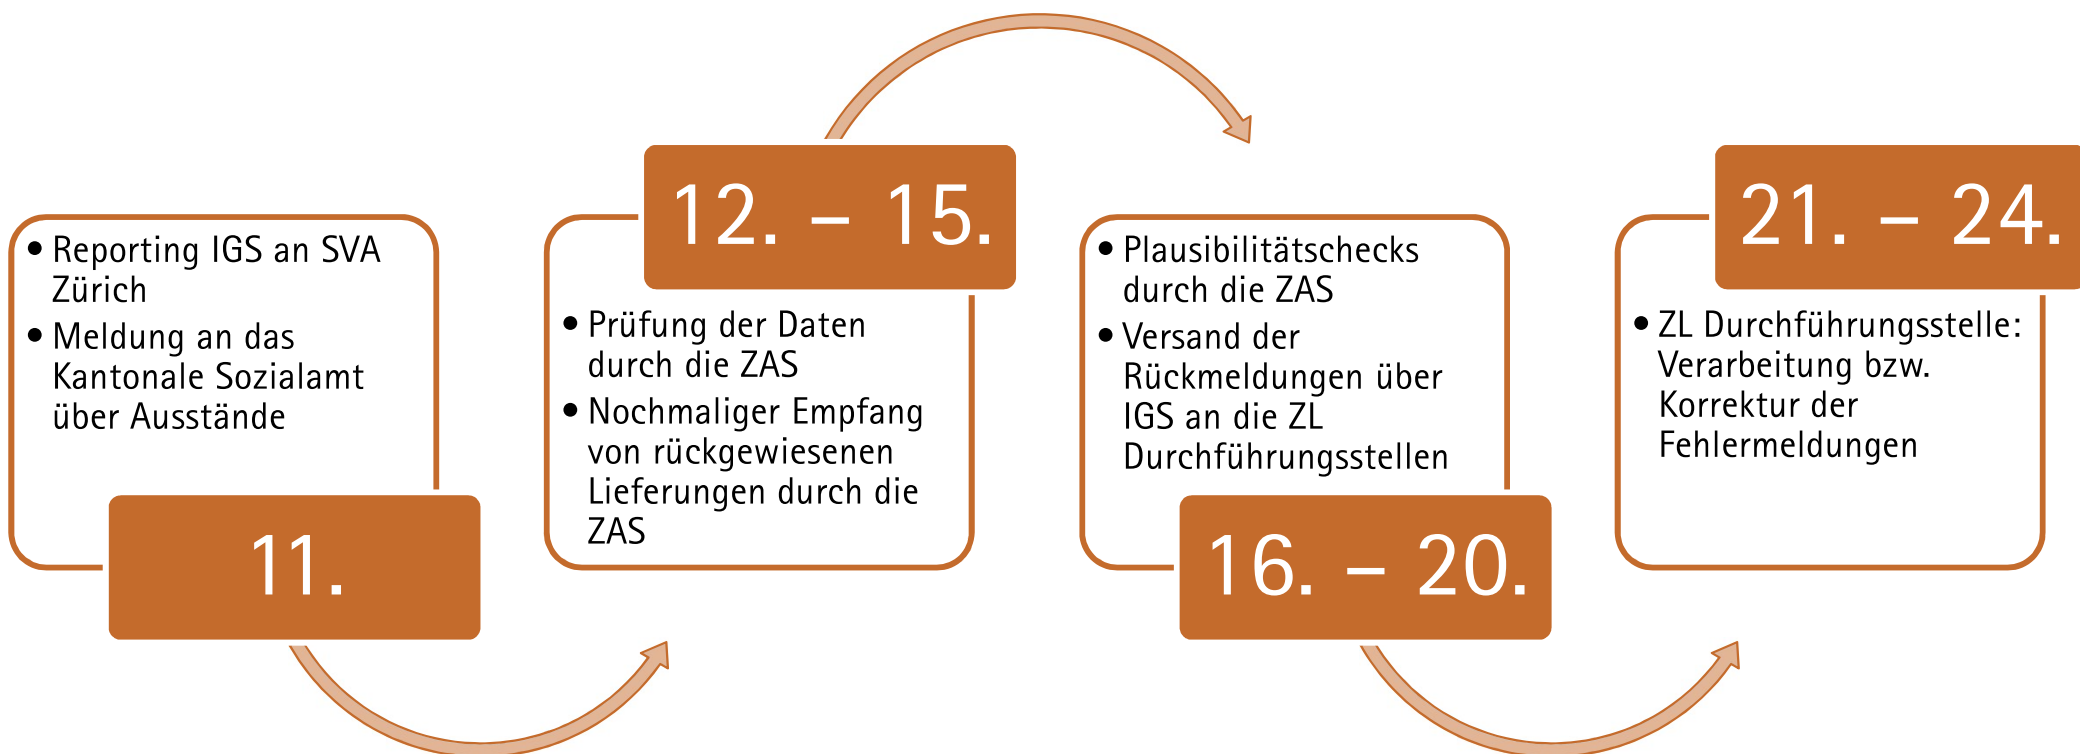 • Reporting IGS an SVA
Zürich
• Meldung an das
Kantonale Sozialamt
über Ausstände
11.
12. – 15.
• Prüfung der Daten
durch die ZAS
• Nochmaliger Empfang
von rückgewiesenen
Lieferungen durch die
ZAS
• Plausibilitätschecks
durch die ZAS
• Versand der
Rückmeldungen über
IGS an die ZL
Durchführungsstellen
16. – 20.
21. – 24.
• ZL Durchführungsstelle:
Verarbeitung bzw.
Korrektur der
Fehlermeldungen